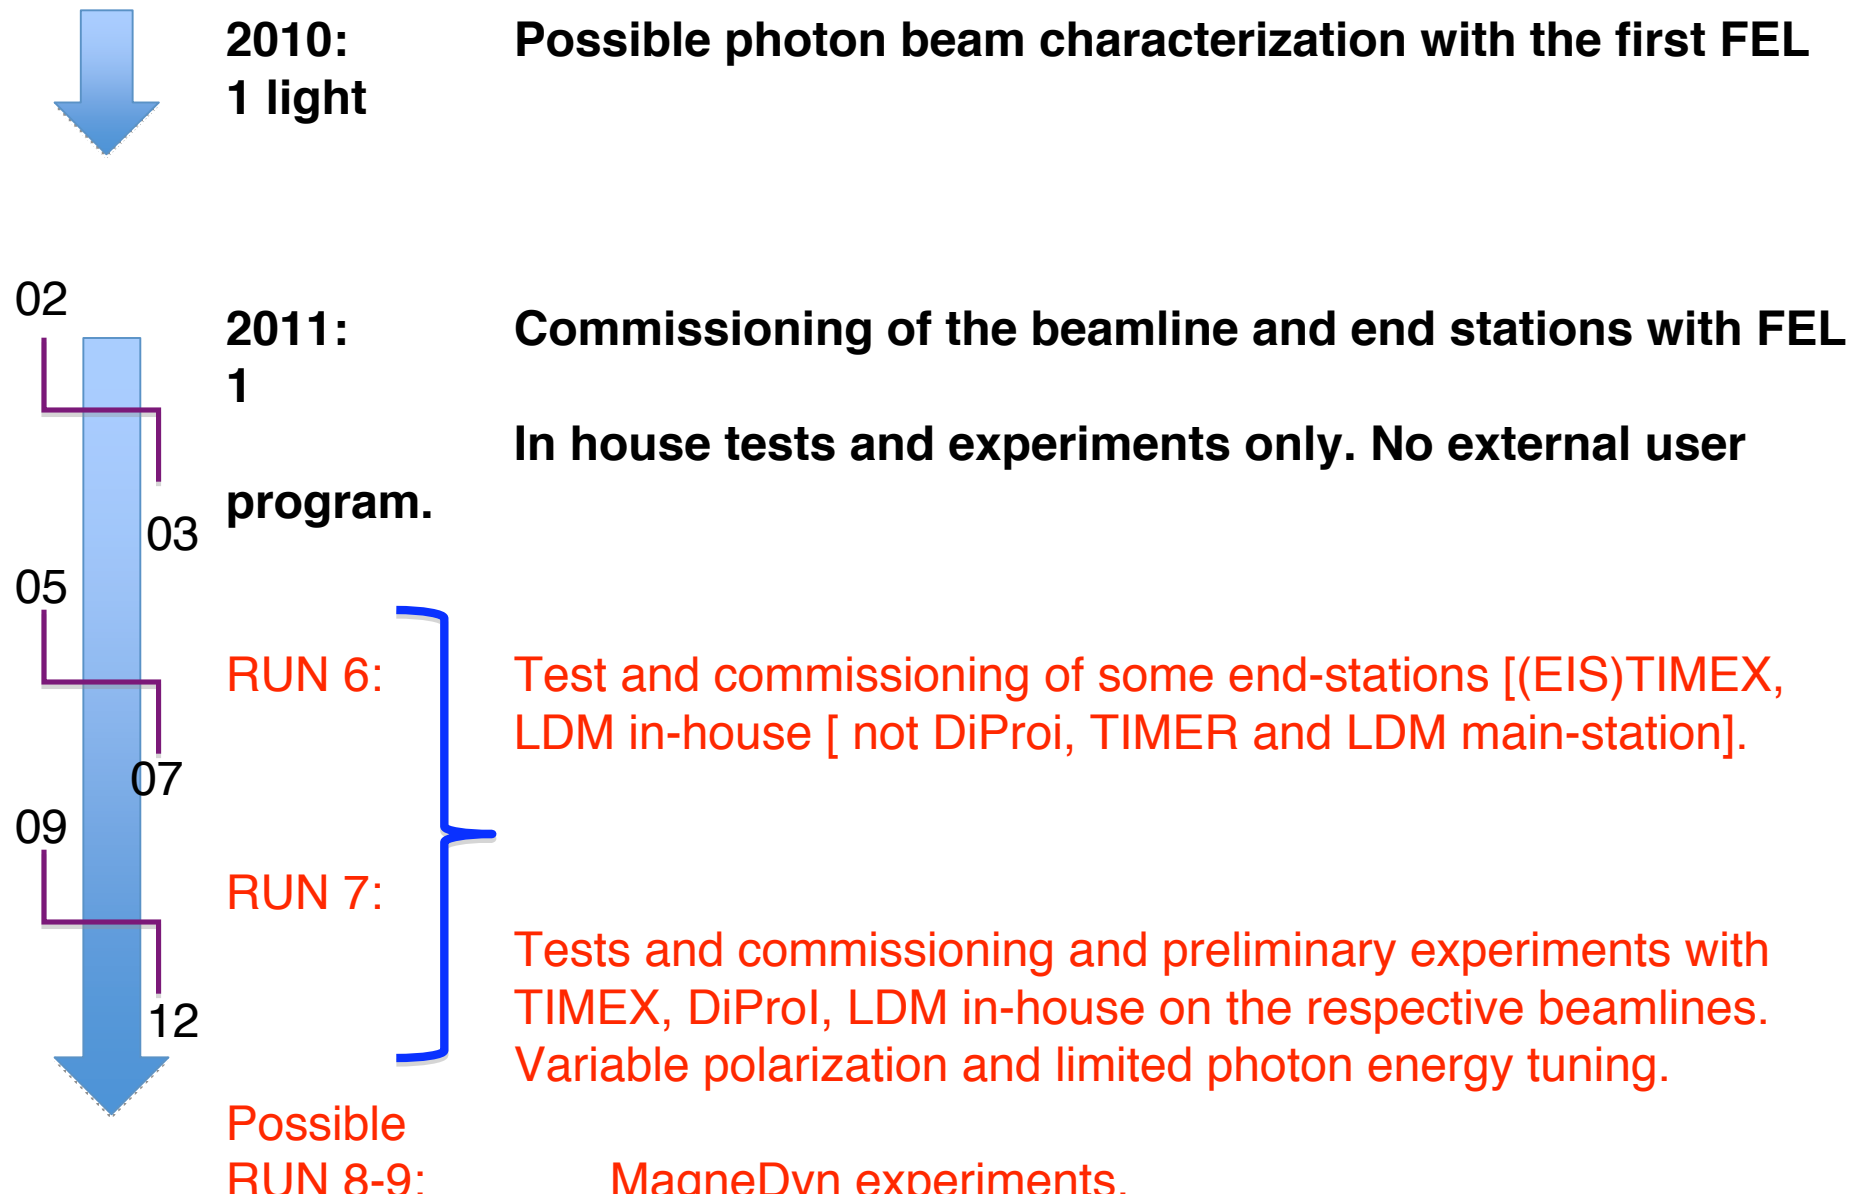 2010: Possible photon beam characterization with the first FEL
1 light
02
2011: Commissioning of the beamline and end stations with FEL
1
In house tests and experiments only. No external user
program.
03
05
RUN 6: Test and commissioning of some end-stations [(EIS)TIMEX,
LDM in-house [ not DiProi, TIMER and LDM main-station].
07
09
RUN 7:
Tests and commissioning and preliminary experiments with
TIMEX, DiProI, LDM in-house on the respective beamlines.
12
Variable polarization and limited photon energy tuning.
Possible
RUN 8-9: MagneDyn experiments.